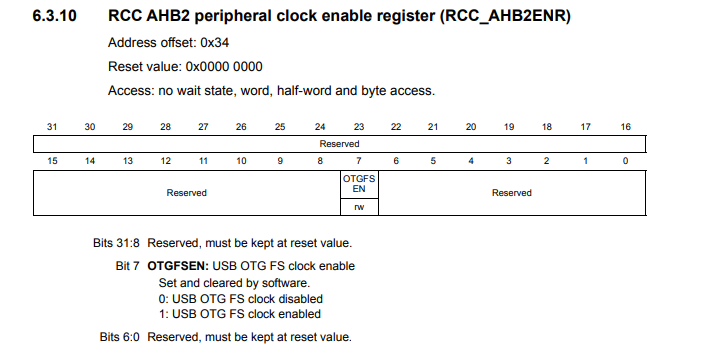 6.3.10 RCC AHB2 peripheral clock enable register (RCC_AHB2ENR)
Address offset: 0x34
Reset value: 0x0000 0000
Access: no wait state, word, half-word and byte access.
31 30 29 28 27 26 25 24 23 22 21 20 19 18 17 16
Reserved
15 14 13 12 11 10 9 8 7 6 5 4 3 2 1 0
Reserved
OTGFS
EN
rw
Reserved
Bits 31:8 Reserved, must be kept at reset value.
Bit 7 OTGFSEN: USB OTG FS clock enable
Set and cleared by software.
0: USB OTG FS clock disabled
1: USB OTG FS clock enabled
Bits 6:0 Reserved, must be kept at reset value.